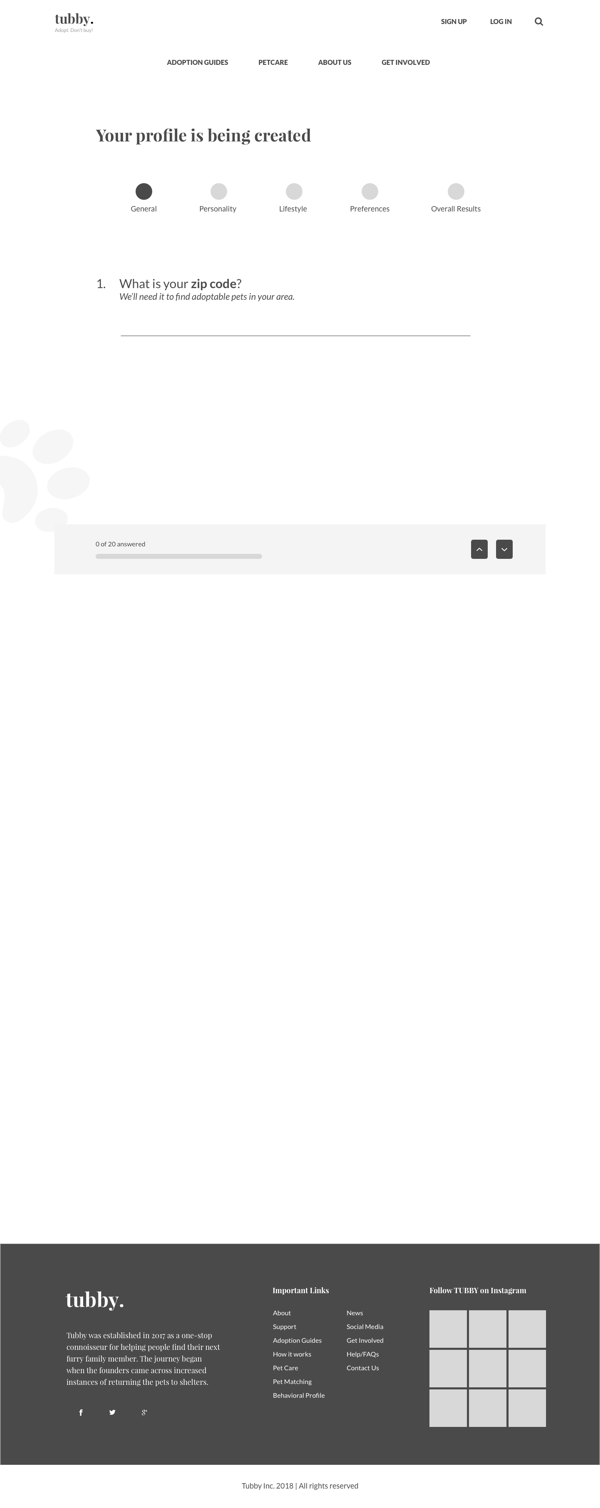 tubby.
Adopt. Don't buy!
SIGN UP
LOG IN
ADOPTION GUIDES
PETCARE
ABOUT US
GET INVOLVED
Your profile is being created
General
Personality
Lifestyle
Preferences
Overall Results
1. What is your zip code?
We'll need it to find adoptable pets in your area.
0 of 20 answered
tubby.
Tubby was established in 2017 as a one-stop
connoisseur for helping people find their next
furry family member. The journey began
when the founders came across increased
instances of returning the pets to shelters.
Important Links
About
Support
Adoption Guides
How it works
Pet Care
Pet Matching
Behavioral Profile
News
Social Media
Get Involved
Help/FAQs
Contact Us
Follow TUBBY on Instagram
Tubby Inc. 2018 | All rights reserved